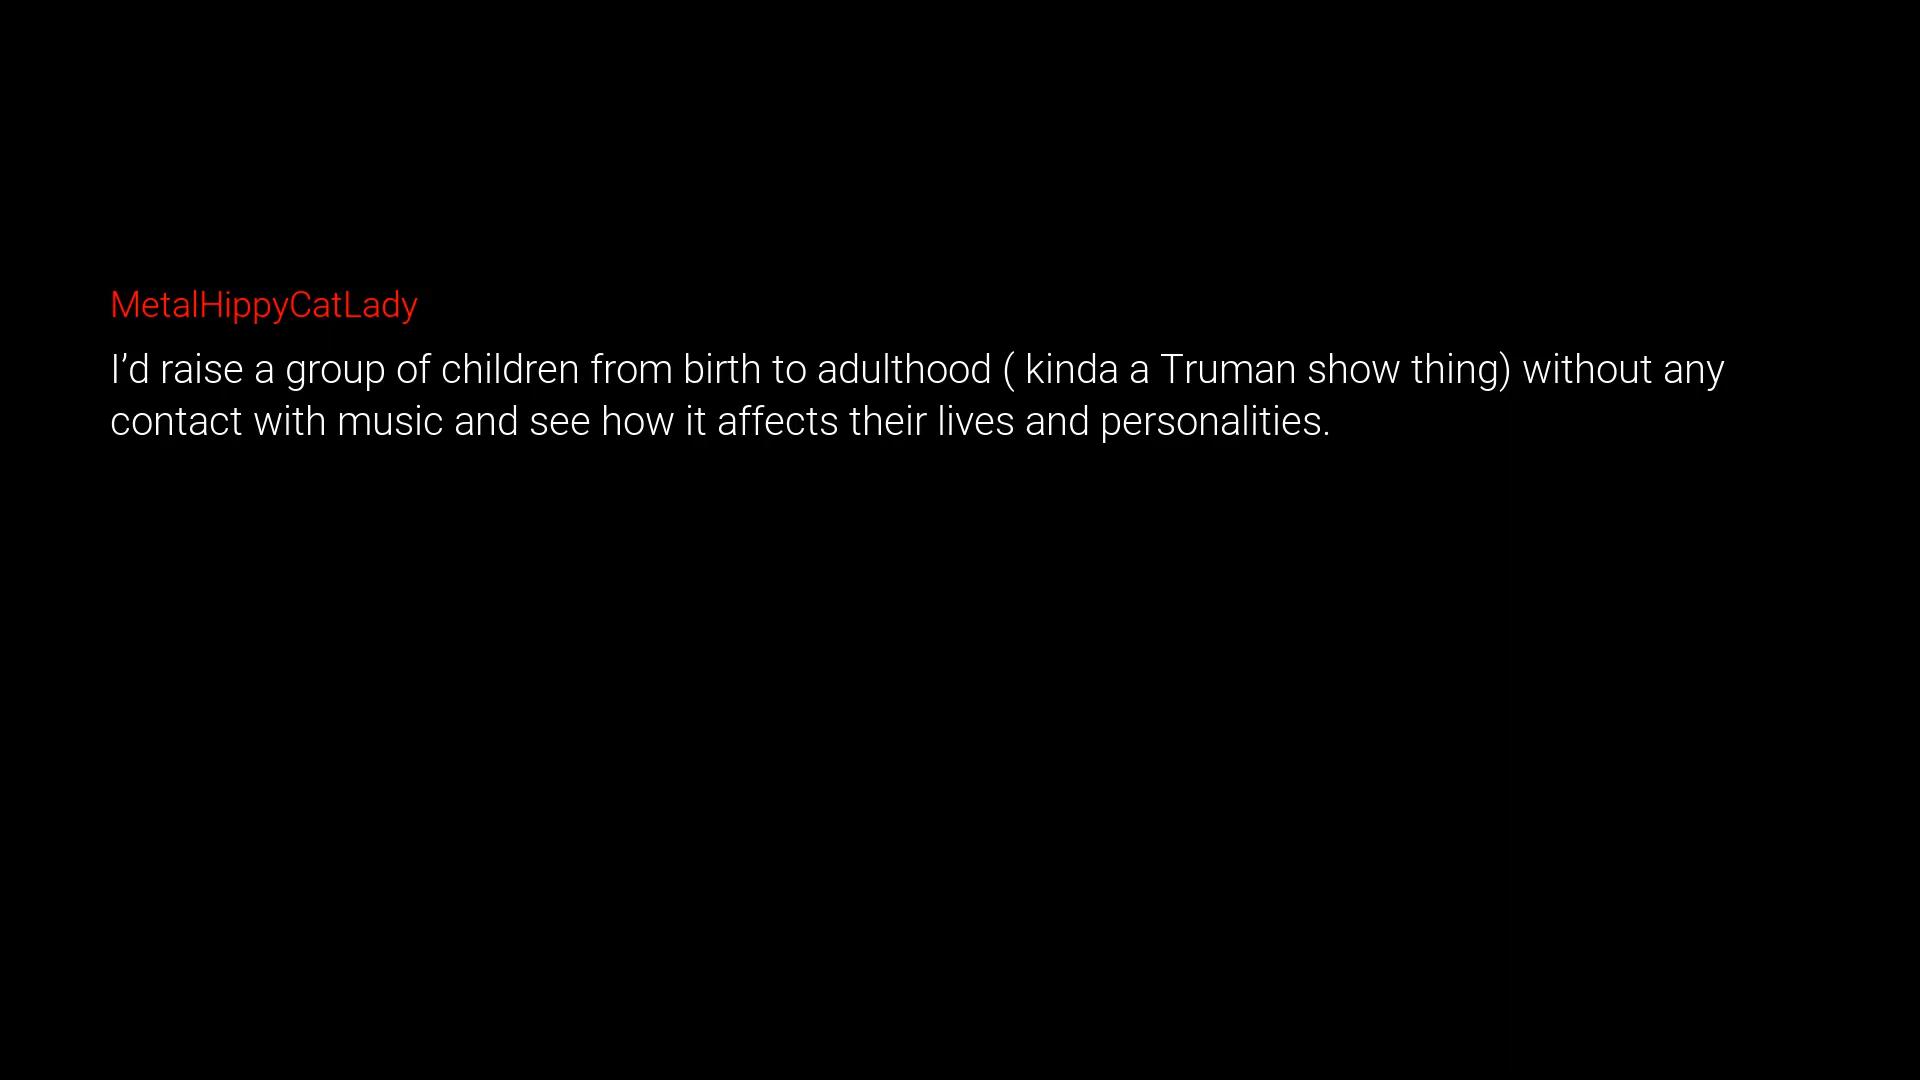 MetalHippyCatLady
I’d raise a group of children from birth to adulthood ( kinda a Truman show thing) without any
contact with music and see how it affects their lives and personalities.